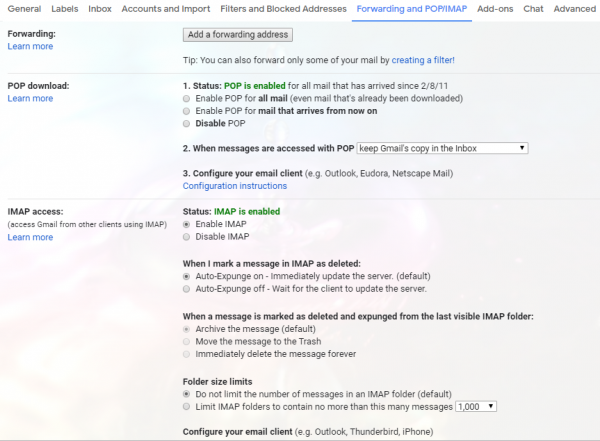 General Labels Inbox Accounts and Import Filters and Blocked Addresses Forwarding and POP/IMAP Add-ons Chat Advanced
Forwarding: Add a forwarding address
Learn more
Tip: You can also forward only some of your mail by creating a filter!
POP download: 1. Status: POP is enabled for all mail that has arrived since 2/8/11
Learn more Enable POP for all mail (even mail that's already been downloaded)
Enable POP for mail that arrives from now on
Disable POP
2. When messages are accessed with POP keep Gmail's copy in the Inbox
3. Configure your email client (e.g. Outlook, Eudora, Netscape Mail)
Configuration instructions
IMAP access: Status: IMAP is enabled
(access Gmail from other clients using IMAP) Enable IMAP
Learn more Disable IMAP
When I mark a message in IMAP as deleted:
Auto-Expunge on - Immediately update the server. (default)
Auto-Expunge off - Wait for the client to update the server.
When a message is marked as deleted and expunged from the last visible IMAP folder:
Archive the message (default)
Move the message to the Trash
Immediately delete the message forever
Folder size limits
Do not limit the number of messages in an IMAP folder (default)
Limit IMAP folders to contain no more than this many messages 1,000
Configure your email client (e.g. Outlook, Thunderbird, iPhone)